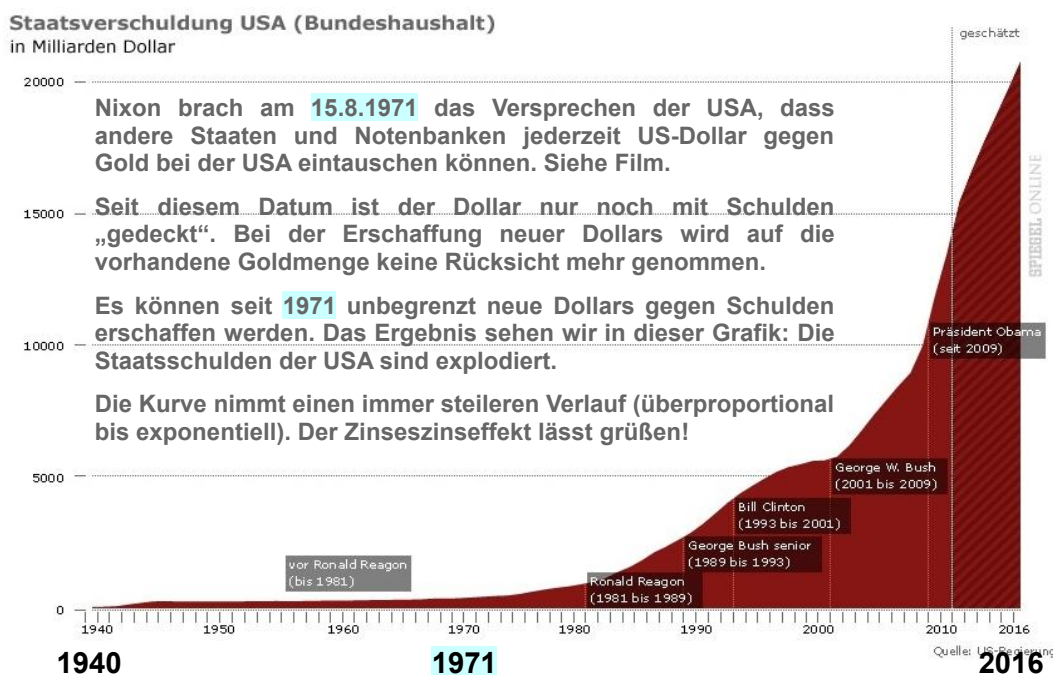 Staatsverschuldung USA (Bundeshaushalt)
in Milliarden Dollar
geschätzt
20000
Nixon brach am 15.8.1971 das Versprechen der USA, dass
andere Staaten und Notenbanken jederzeit US-Dollar gegen
Gold bei der USA eintauschen können. Siehe Film.
SPIEGEL ONLINE
15000
Seit diesem Datum ist der Dollar nur noch mit Schulden
„gedeckt“. Bei der Erschaffung neuer Dollars wird auf die
vorhandene Goldmenge keine Rücksicht mehr genommen.
Es können seit 1971 unbegrenzt neue Dollars gegen Schulden
erschaffen werden. Das Ergebnis sehen wir in dieser Grafik: Die
Staatsschulden der USA sind explodiert.
10000
Präsident Obama
(seit 2009)
Die Kurve nimmt einen immer steileren Verlauf (überproportional
bis exponentiell). Der Zinseszinseffekt lässt grüßen!
5000
George W. Bush
(2001 bis 2009)
Bill Clinton
(1993 bis 2001)
George Bush senior
(1989 bis 1993)
vor Ronald Reagon
(bis 1981)
Ronald Reagon
(1981 bis 1989)
0
1940 1950 1960 1970 1980 1990 2000 2010 2016
Quelle: US-Regierung
1940 1971 2016